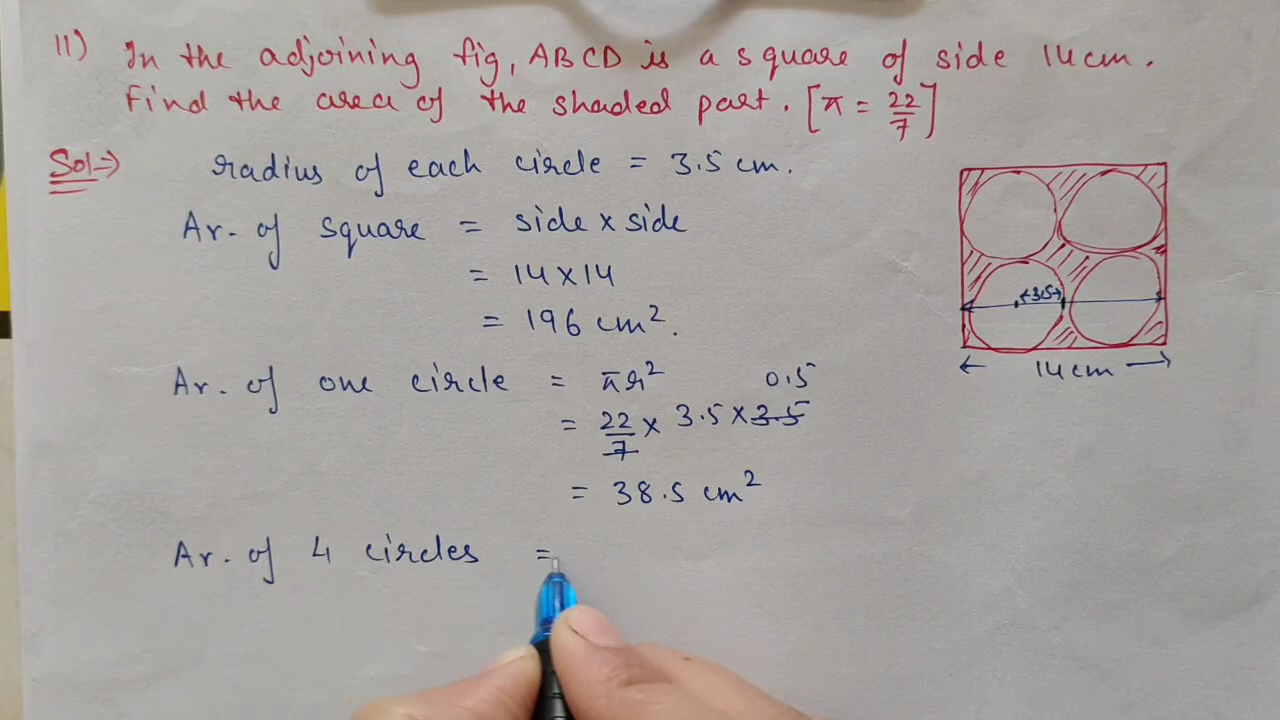 11) In the adjoining fig, ABCD is a square of side 14cm.
Find the area of the shaded part. [π = 22/7]
Sol→ radius of each circle = 3.5 cm.
Ar. of square = side x side
= 14 x 14
= 196 cm².
Ar. of one circle = πr²
0.5
= 22/7 x 3.5 x 3.5
= 38.5 cm²
Ar. of 4 circles =
3.5
14cm